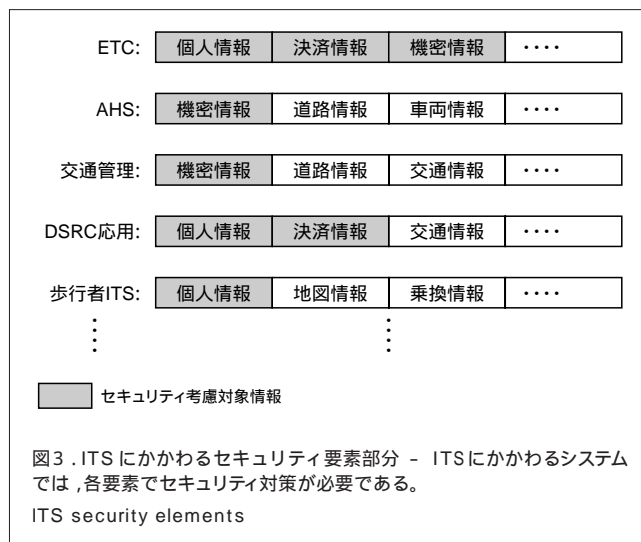 ETC: 個人情報 決済情報 機密情報 ････
AHS: 機密情報 道路情報 車両情報 ････
交通管理: 機密情報 道路情報 交通情報 ････
DSRC応用: 個人情報 決済情報 交通情報 ････
歩行者ITS: 個人情報 地図情報 乗換情報 ････
セキュリティ考慮対象情報
図3．ITSにかかわるセキュリティ要素部分 － ITSにかかわるシステム
では，各要素でセキュリティ対策が必要である。
ITS security elements